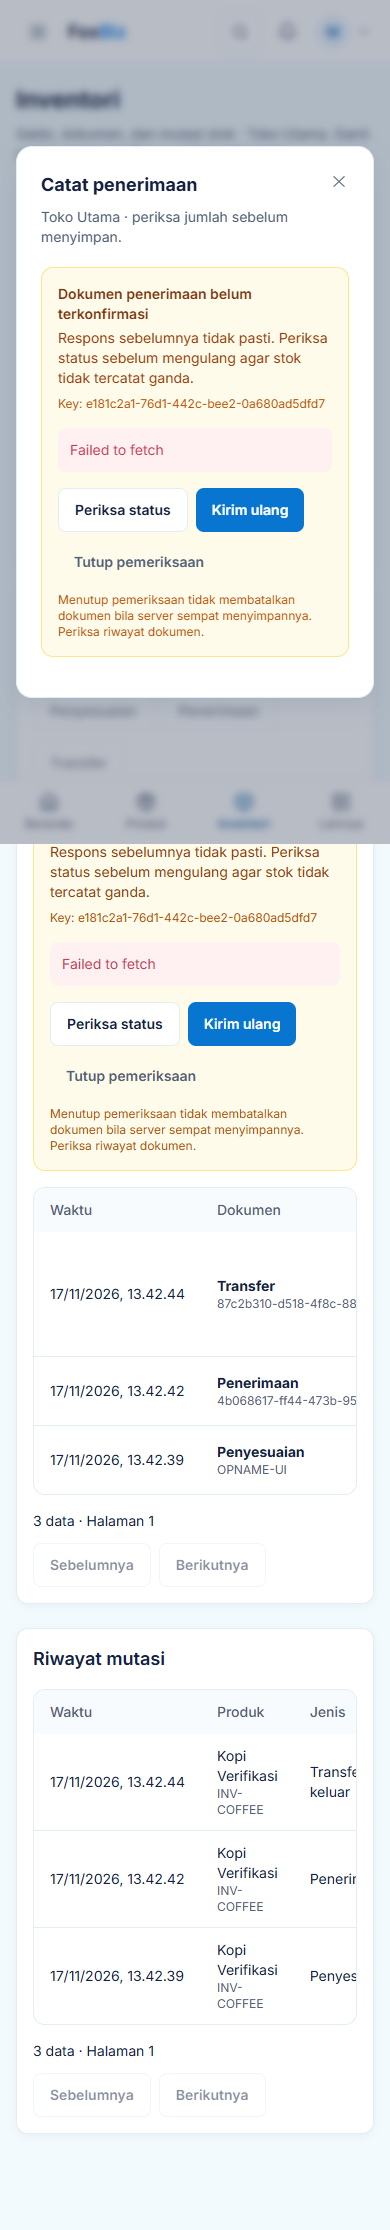 FeeBiz
Inventori
Catat penerimaan
Toko Utama · periksa jumlah sebelum
menyimpan.
Dokumen penerimaan belum
terkonfirmasi
Respons sebelumnya tidak pasti. Periksa
status sebelum mengulang agar stok
tidak tercatat ganda.
Key: e181c2a1-76d1-442c-bee2-0a680ad5dfd7
Failed to fetch
Periksa status
Kirim ulang
Tutup pemeriksaan
Menutup pemeriksaan tidak membatalkan
dokumen bila server sempat menyimpannya.
Periksa riwayat dokumen.
Penyesuaian
Penerimaan
Transfer
Beranda
Produk
Inventori
Lainnya
Respons sebelumnya tidak pasti. Periksa
status sebelum mengulang agar stok tidak
tercatat ganda.
Key: e181c2a1-76d1-442c-bee2-0a680ad5dfd7
Failed to fetch
Periksa status
Kirim ulang
Tutup pemeriksaan
Menutup pemeriksaan tidak membatalkan
dokumen bila server sempat menyimpannya.
Periksa riwayat dokumen.
Waktu Dokumen
17/11/2026, 13.42.44
Transfer
87c2b310-d518-4f8c-88
17/11/2026, 13.42.42
Penerimaan
4b068617-ff44-473b-95
17/11/2026, 13.42.39
Penyesuaian
OPNAME-UI
3 data · Halaman 1
Sebelumnya
Berikutnya
Riwayat mutasi
Waktu Produk Jenis
17/11/2026, 13.42.44
Kopi
Verifikasi
INV-
COFFEE
Transfe
keluar
17/11/2026, 13.42.42
Kopi
Verifikasi
INV-
COFFEE
Penerir
17/11/2026, 13.42.39
Kopi
Verifikasi
INV-
COFFEE
Penyes
3 data · Halaman 1
Sebelumnya
Berikutnya